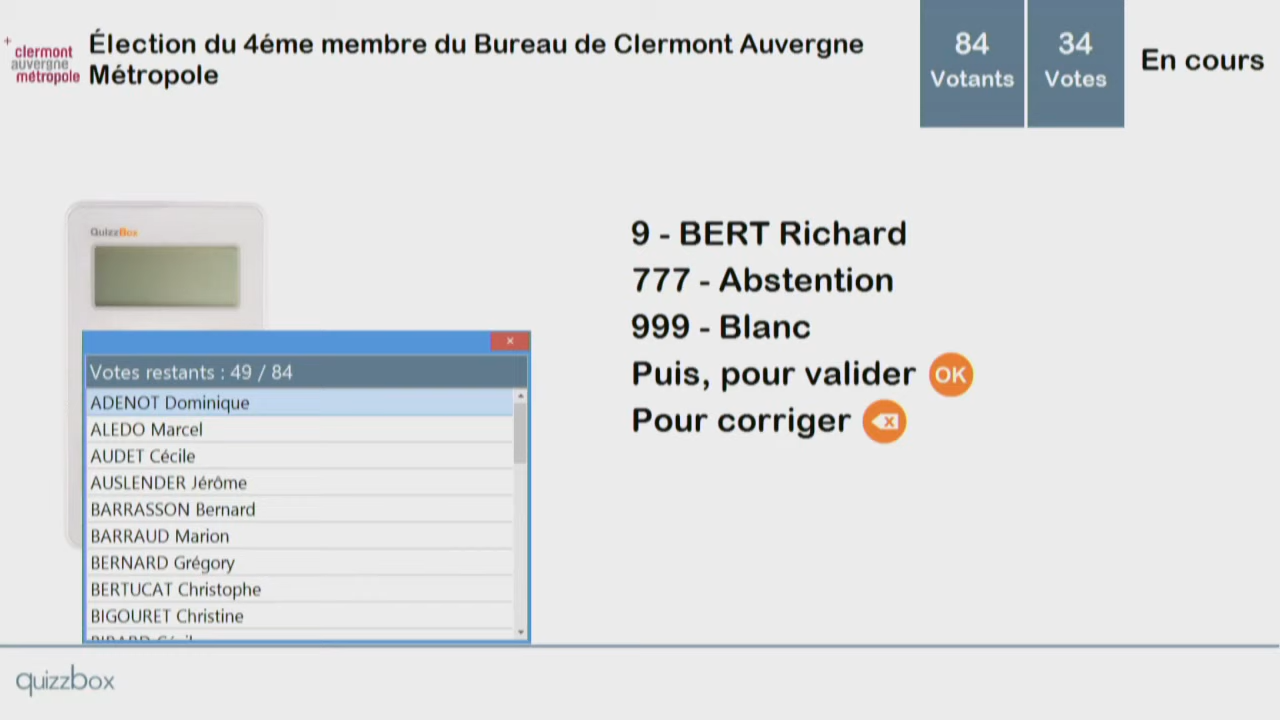 clermont
auvergne
métropole
Élection du 4éme membre du Bureau de Clermont Auvergne
Métropole
84
Votants
34
Votes
En cours
QuizzBox
9 - BERT Richard
777 - Abstention
999 - Blanc
Puis, pour valider OK
Pour corriger
Votes restants : 49 / 84
ADENOT Dominique
ALEDO Marcel
AUDET Cécile
AUSLENDER Jérôme
BARRASSON Bernard
BARRAUD Marion
BERNARD Grégory
BERTUCAT Christophe
BIGOURET Christine
quizzbox